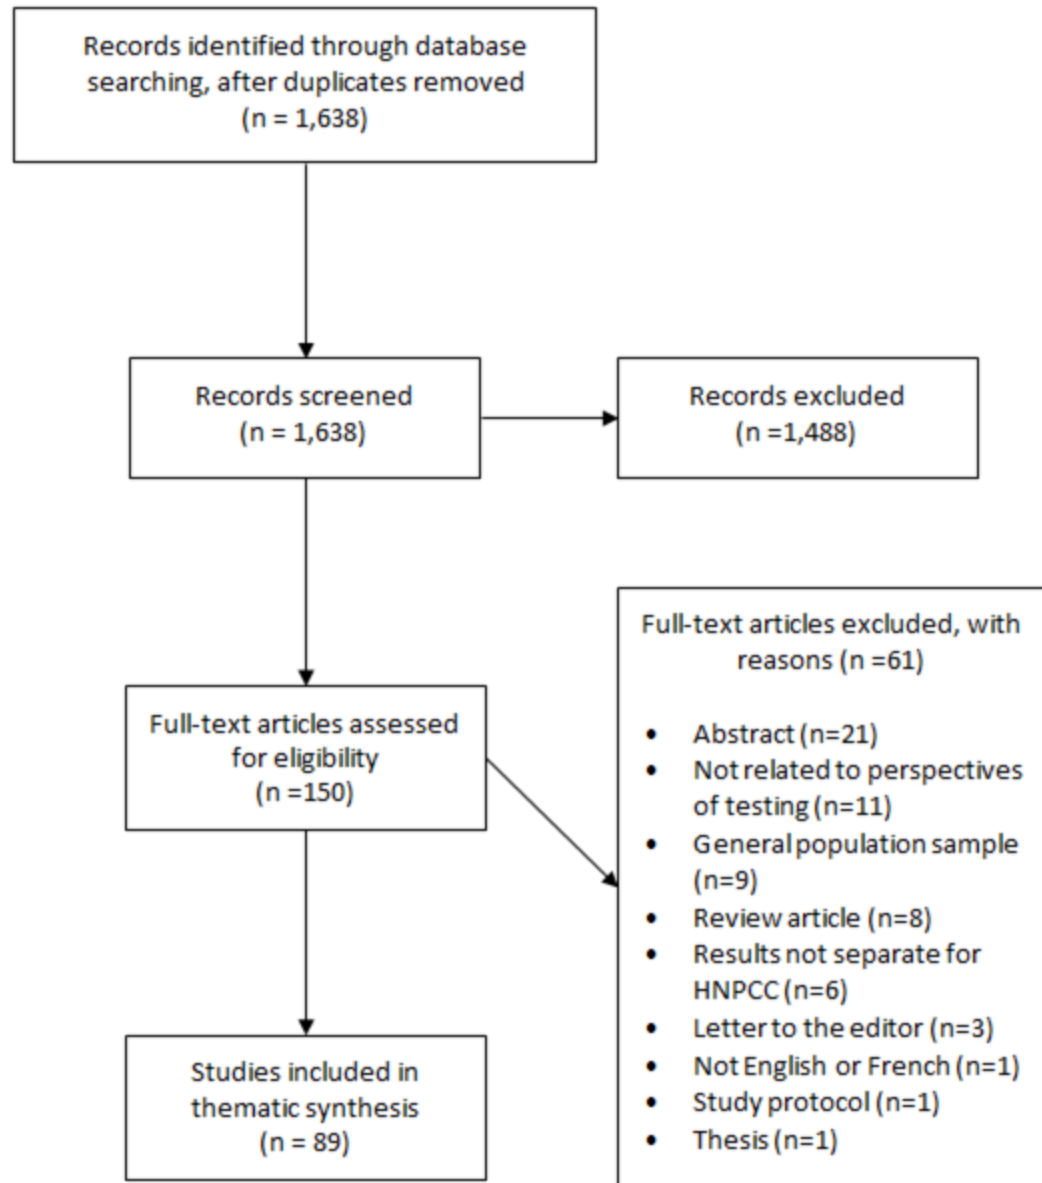 Records identified through database
searching, after duplicates removed
(n = 1,638)
Records screened
(n = 1,638)
Records excluded
(n =1,488)
Full-text articles assessed
for eligibility
(n =150)
Full-text articles excluded, with
reasons (n =61)
• Abstract (n=21)
• Not related to perspectives
of testing (n=11)
• General population sample
(n=9)
• Review article (n=8)
• Results not separate for
HNPCC (n=6)
• Letter to the editor (n=3)
• Not English or French (n=1)
• Study protocol (n=1)
• Thesis (n=1)
Studies included in
thematic synthesis
(n = 89)